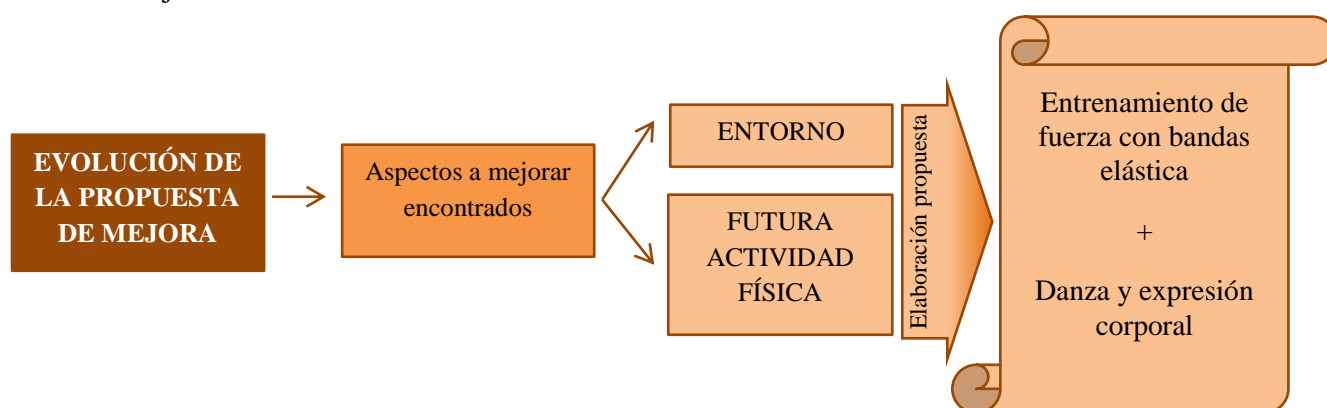 EVOLUCIÓN DE
LA PROPUESTA
DE MEJORA
Aspectos a mejorar
encontrados
ENTORNO
FUTURA
ACTIVIDAD
FÍSICA
Elaboración propuesta
Entrenamiento de
fuerza con bandas
elástica
+
Danza y expresión
corporal